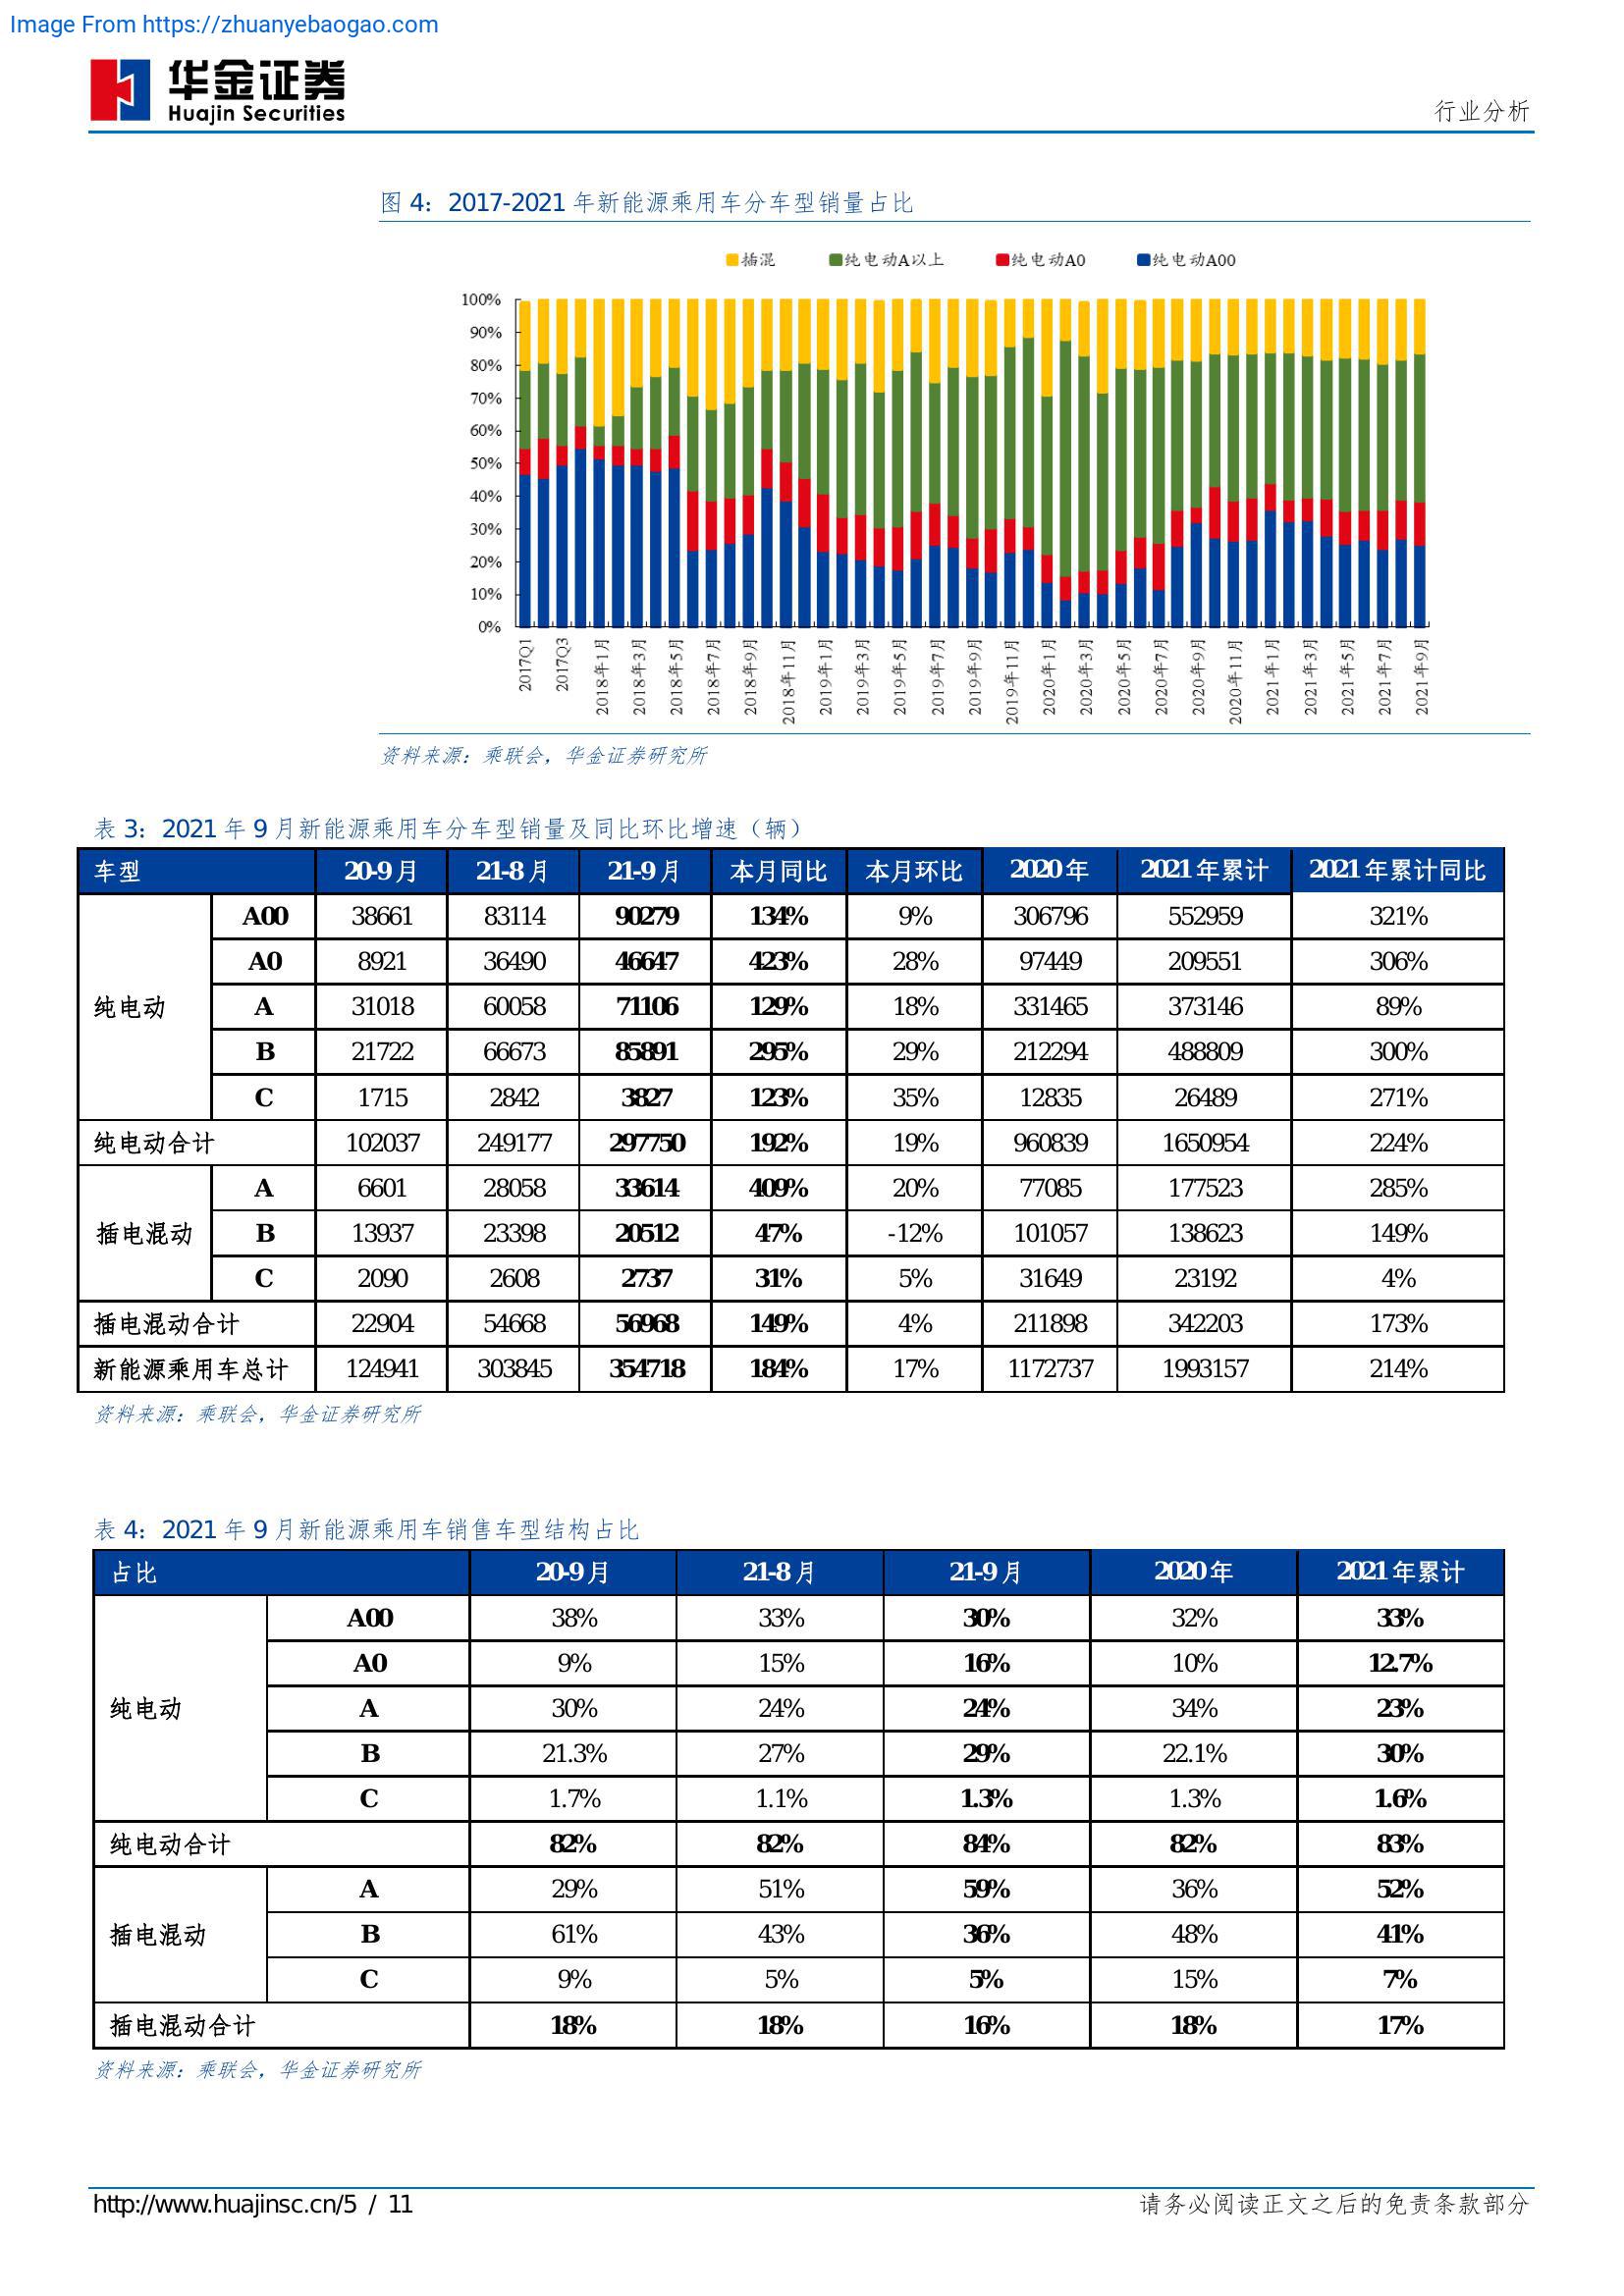 Image From https://zhuanyebaogao.com
华金证券
Huajin Securities
行业分析
图 4：2017-2021 年新能源乘用车分车型销量占比
插混 纯电动A以上 纯电动A0 纯电动A00
100%
90%
80%
70%
60%
50%
40%
30%
20%
10%
0%
2017Q1 2017Q3 2018年1月 2018年3月 2018年5月 2018年7月 2018年9月 2018年11月 2019年1月 2019年3月 2019年5月 2019年7月 2019年9月 2019年11月 2020年1月 2020年3月 2020年5月 2020年7月 2020年9月 2020年11月 2021年1月 2021年3月 2021年5月 2021年7月 2021年9月
资料来源：乘联会，华金证券研究所
表 3：2021 年 9 月新能源乘用车分车型销量及同比环比增速（辆）
车型 20-9月 21-8月 21-9月 本月同比 本月环比 2020年 2021年累计 2021年累计同比
A00 38661 83114 90279 134% 9% 306796 552959 321%
A0 8921 36490 46647 423% 28% 97449 209551 306%
纯电动 A 31018 60058 71106 129% 18% 331465 373146 89%
B 21722 66673 85891 295% 29% 212294 488809 300%
C 1715 2842 3827 123% 35% 12835 26489 271%
纯电动合计 102037 249177 297750 192% 19% 960839 1650954 224%
A 6601 28058 33614 409% 20% 77085 177523 285%
插电混动 B 13937 23398 20512 47% -12% 101057 138623 149%
C 2090 2608 2737 31% 5% 31649 23192 4%
插电混动合计 22904 54668 56968 149% 4% 211898 342203 173%
新能源乘用车总计 124941 303845 354718 184% 17% 1172737 1993157 214%
资料来源：乘联会，华金证券研究所
表 4：2021 年 9 月新能源乘用车销售车型结构占比
占比 20-9月 21-8月 21-9月 2020年 2021年累计
A00 38% 33% 30% 32% 33%
A0 9% 15% 16% 10% 12.7%
纯电动 A 30% 24% 24% 34% 23%
B 21.3% 27% 29% 22.1% 30%
C 1.7% 1.1% 1.3% 1.3% 1.6%
纯电动合计 82% 82% 84% 82% 83%
A 29% 51% 59% 36% 52%
插电混动 B 61% 43% 36% 48% 41%
C 9% 5% 5% 15% 7%
插电混动合计 18% 18% 16% 18% 17%
资料来源：乘联会，华金证券研究所
http://www.huajinsc.cn/5 / 11
请务必阅读正文之后的免责条款部分